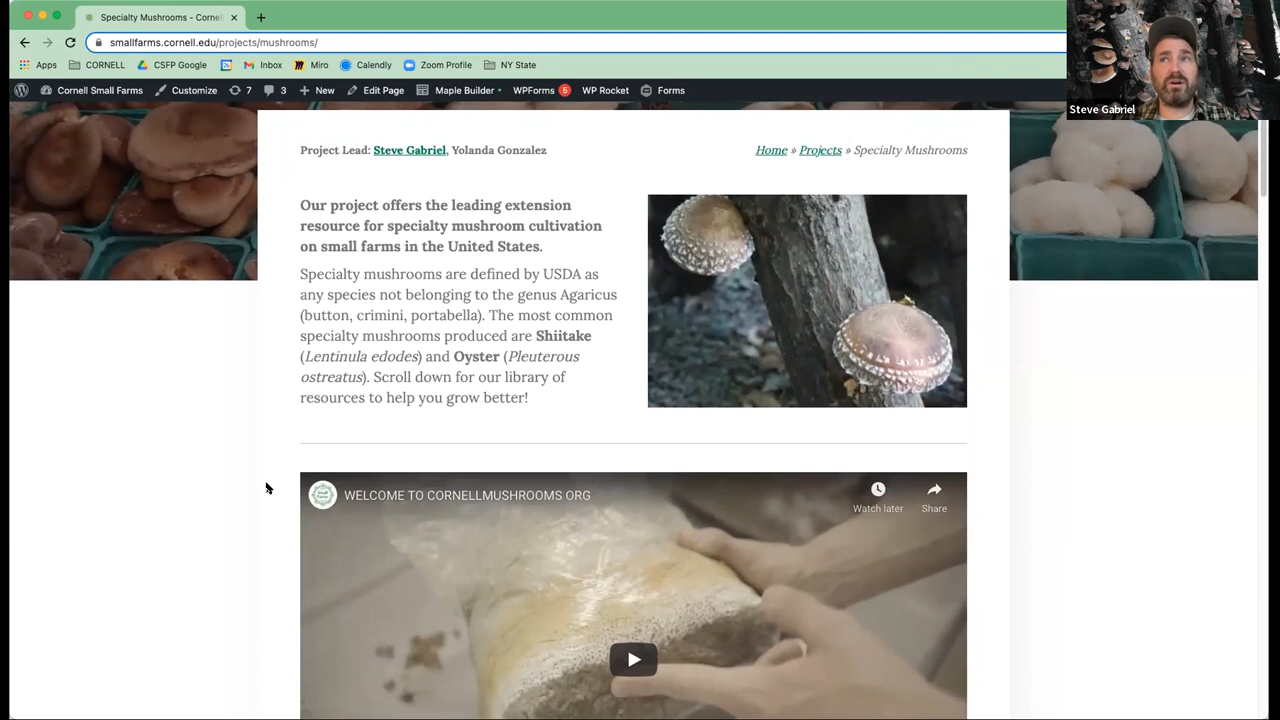 Specialty Mushrooms - Cornel
smallfarms.cornell.edu/projects/mushrooms/
Apps CORNELL CSFP Google Inbox Miro Calendly Zoom Profile NY State
Cornell Small Farms Customize 7 3 New Edit Page Maple Builder WPForms 5 WP Rocket Forms
Steve Gabriel
Project Lead: Steve Gabriel, Yolanda Gonzalez
Home » Projects » Specialty Mushrooms
Our project offers the leading extension
resource for specialty mushroom cultivation
on small farms in the United States.
Specialty mushrooms are defined by USDA as
any species not belonging to the genus Agaricus
(button, crimini, portabella). The most common
specialty mushrooms produced are Shiitake
(Lentinula edodes) and Oyster (Pleuterous
ostreatus). Scroll down for our library of
resources to help you grow better!
WELCOME TO CORNELLMUSHROOMS ORG
Watch later Share